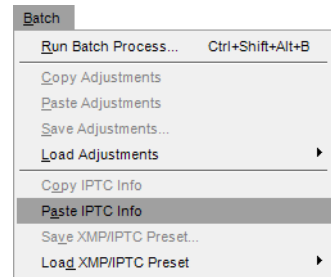 Batch
Run Batch Process... Ctrl+Shift+Alt+B
Copy Adjustments
Paste Adjustments
Save Adjustments...
Load Adjustments
Copy IPTC Info
Paste IPTC Info
Save XMP/IPTC Preset...
Load XMP/IPTC Preset